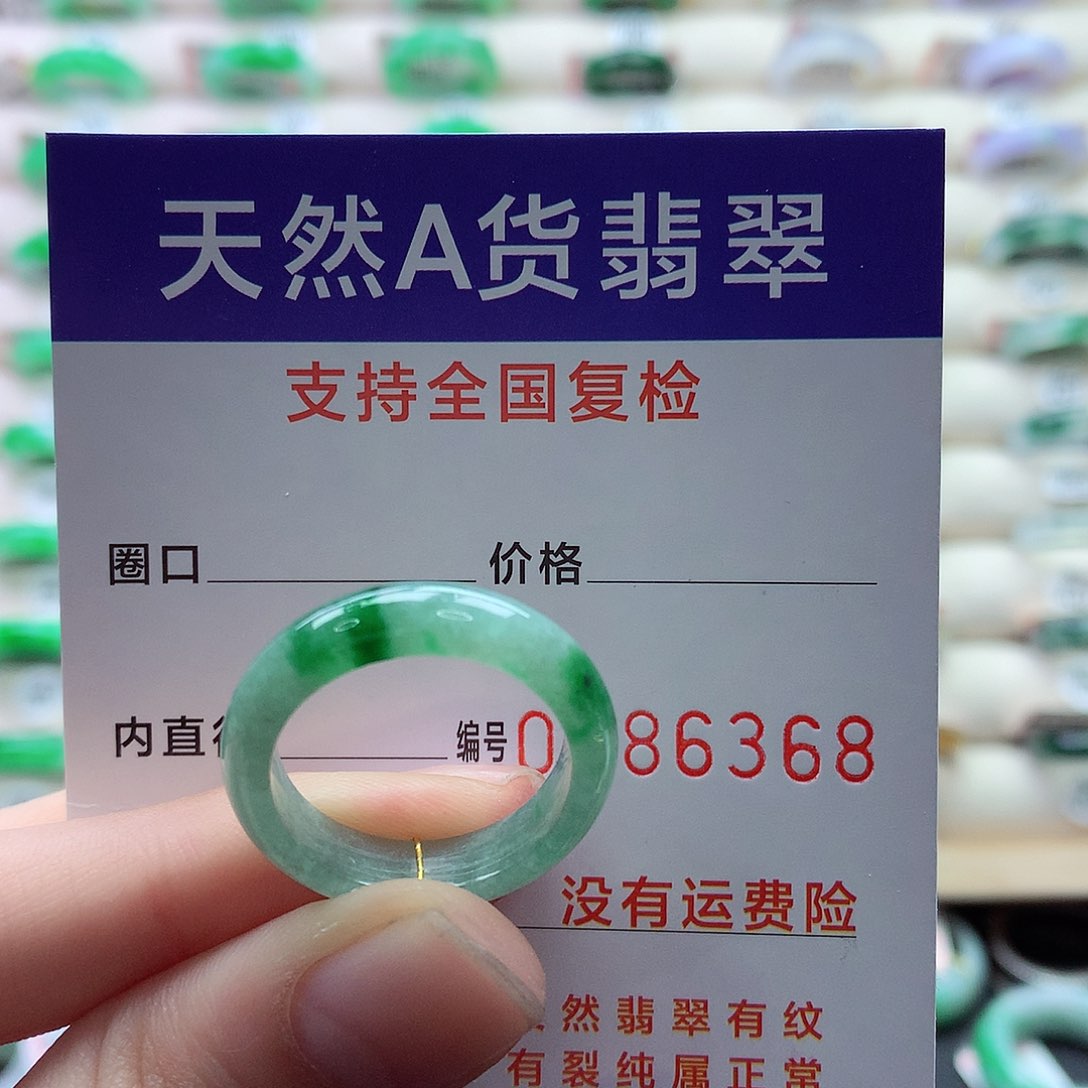 天然A货翡翠
支持全国复检
圈口 价格
内直 编号 0 86368
没有运费险
然翡翠有纹
有裂纯属正常